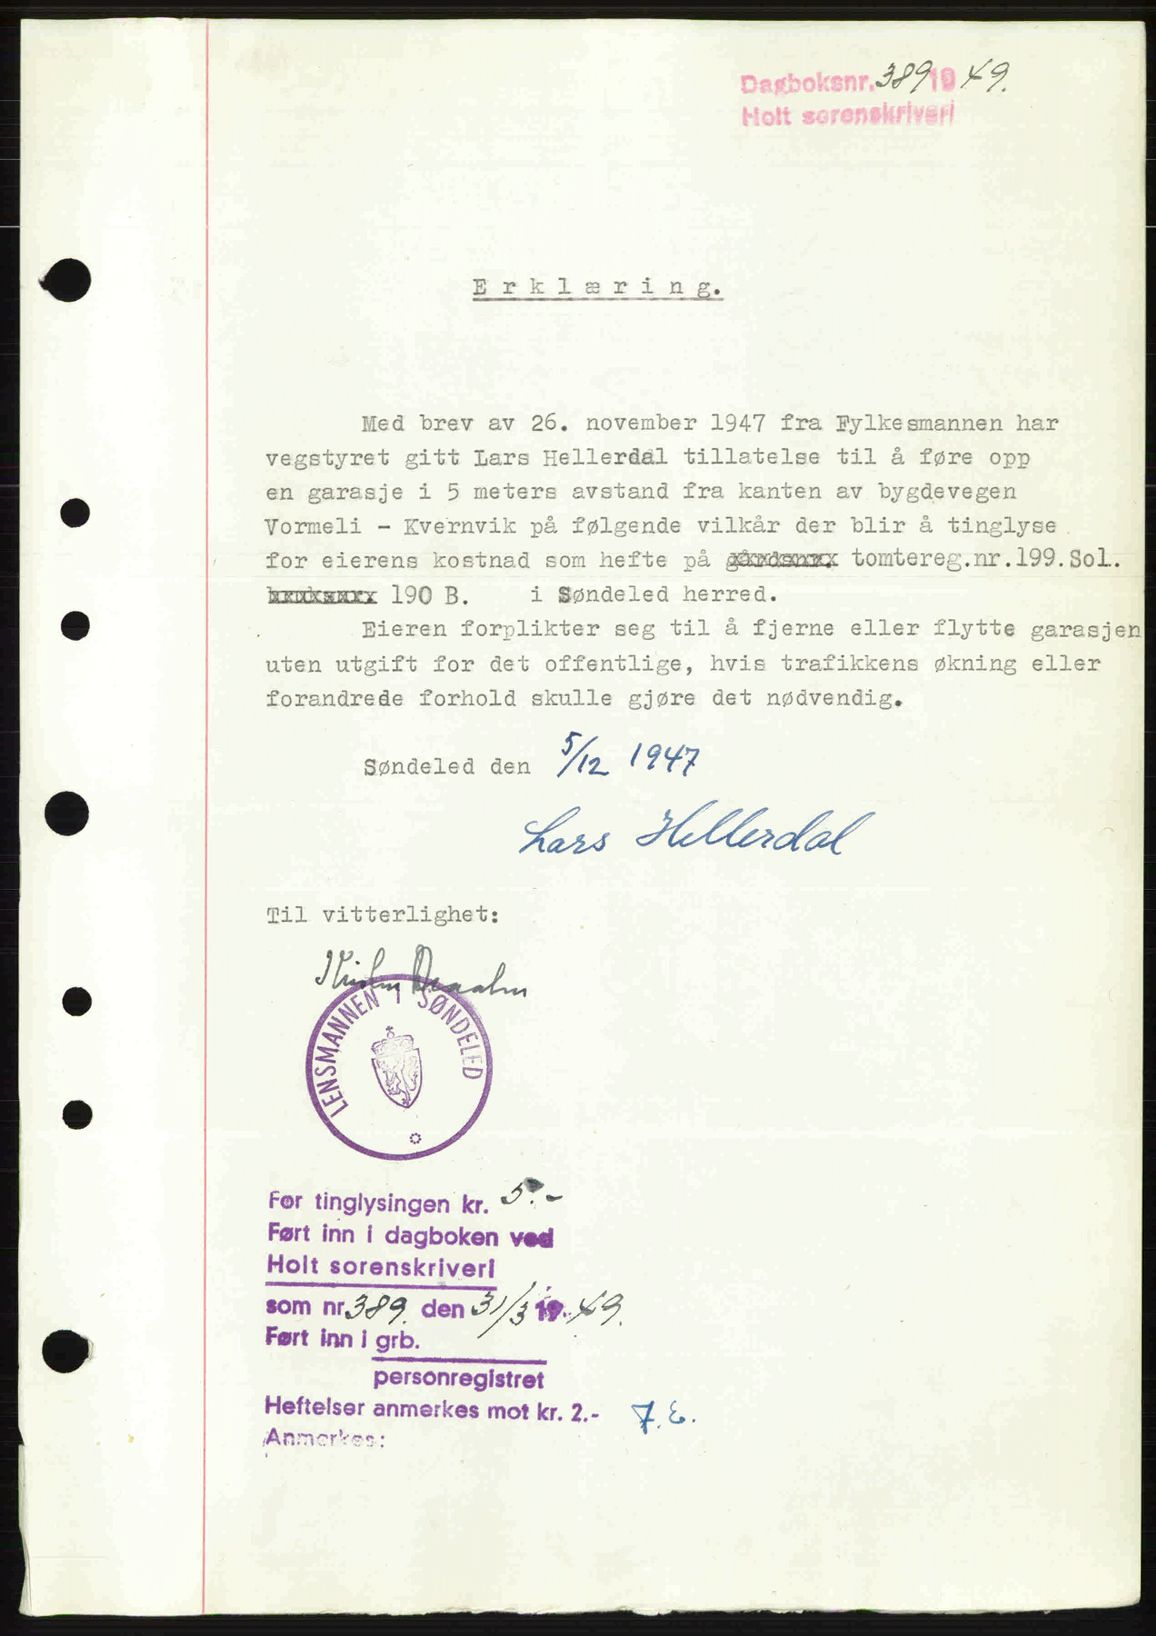 Dagboksnr. 389 1949.
Holt sorenskriveri
Erklæring.
Med brev av 26. november 1947 fra Fylkesmannen har
vegstyret gitt Lars Hellerdal tillatelse til å føre opp
en garasje i 5 meters avstand fra kanten av bygdevegen
Vormeli - Kvernvik på følgende vilkår der blir å tinglyse
for eierens kostnad som hefte på gårdsnr. tomtereg.nr.199.Sol.
bruksnr. 190 B. i Søndeled herred.
Eieren forplikter seg til å fjerne eller flytte garasjen
uten utgift for det offentlige, hvis trafikkens økning eller
forandrede forhold skulle gjøre det nødvendig.
Søndeled den 5/12 1947
Lars Hellerdal
Til vitterlighet:
LENSMANNEN I SØNDELED
For tinglysingen kr. 5.-
Ført inn i dagboken ved
Holt sorenskriveri
som nr. 389. den 31/3 1949.
Ført inn i grb.
personregistret
Heftelser anmerkes mot kr. 2.- F.E.
Anmerkes: